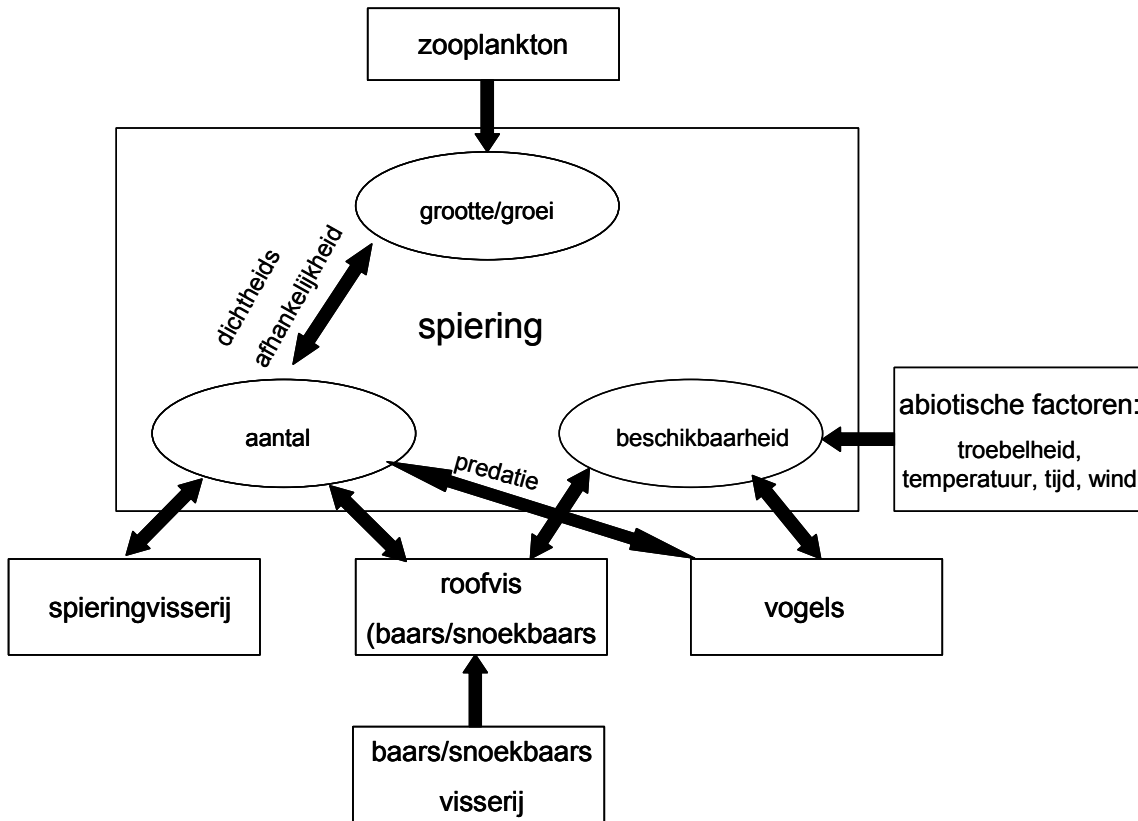 zooplankton
grootte/groei
dichtheids
afhankelijkheid
spiering
aantal
beschikbaarheid
predatie
abiotische factoren:
troebelheid,
temperatuur, tijd, wind
spieringvisserij
roofvis
(baars/snoekbaars
vogels
baars/snoekbaars
visserij